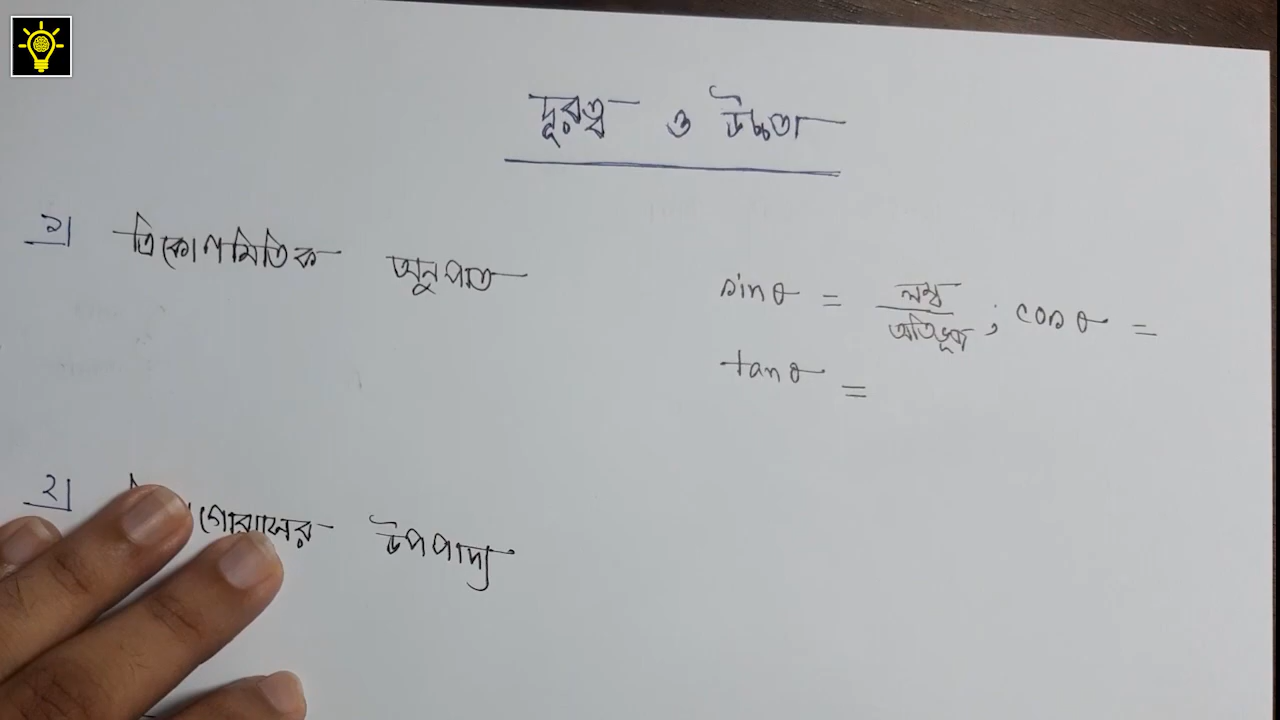 দূরত্ব ও উচ্চতা
১। ত্রিকোণমিতিক অনুপাত
sinθ = লম্ব/অতিভুজ ; cosθ =
tanθ =
২। উপপাদ্য